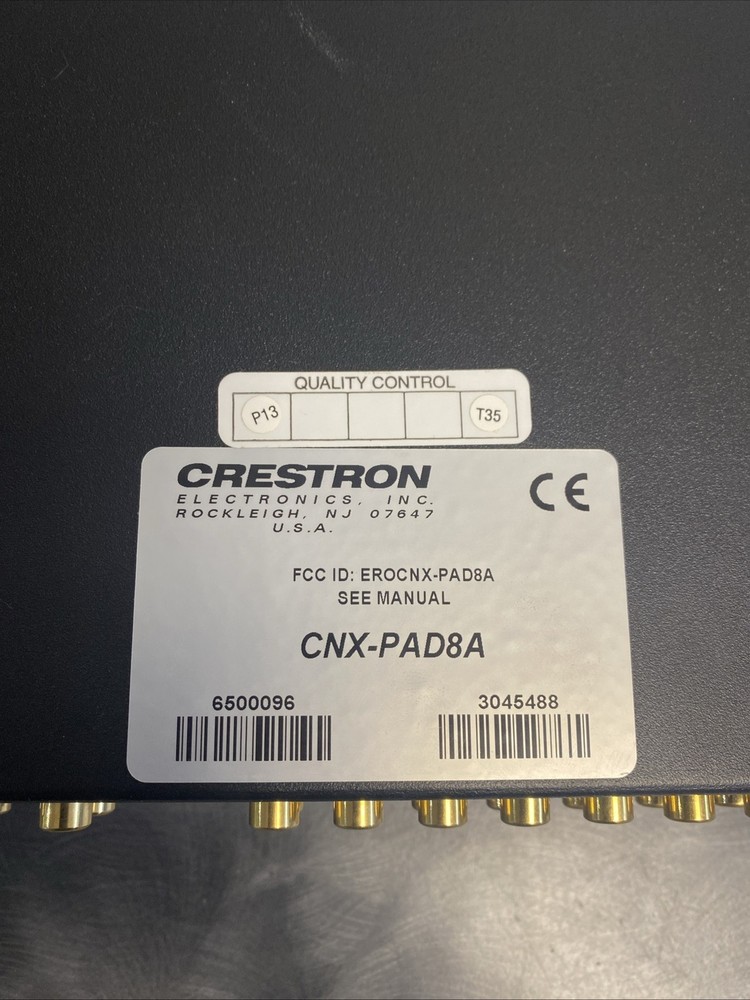 QUALITY CONTROL
P13 T35
CRESTRON
ELECTRONICS, INC.
ROCKLEIGH, NJ 07647
U.S.A.
CE
FCC ID: EROCNX-PAD8A
SEE MANUAL
CNX-PAD8A
6500096 3045488